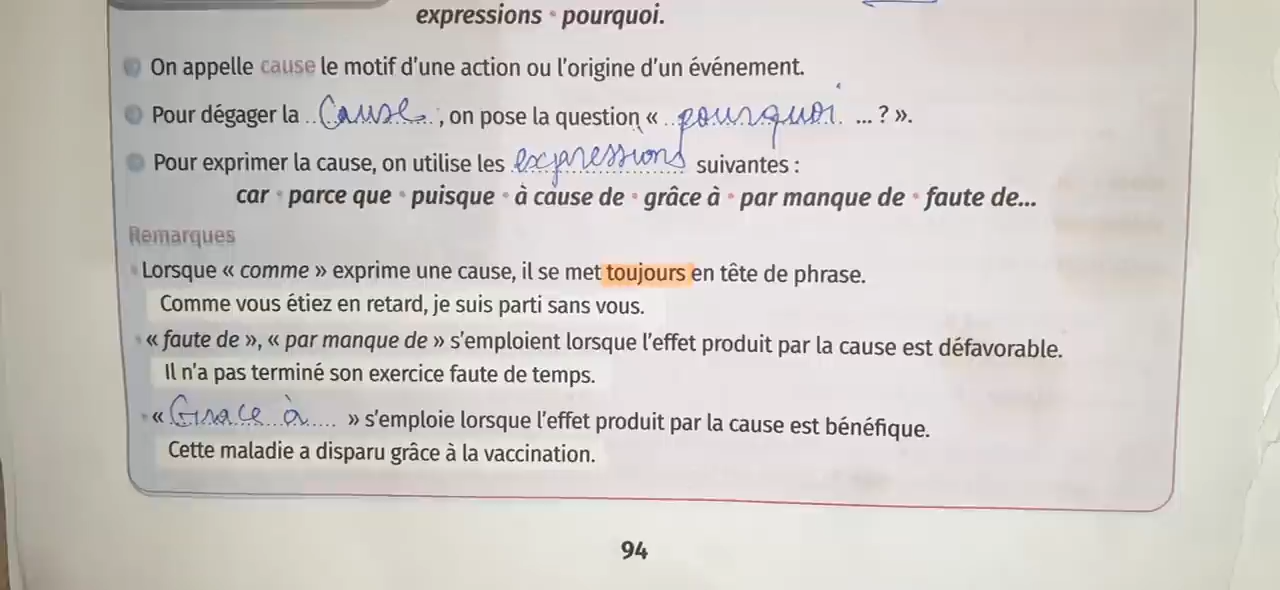 expressions • pourquoi.
On appelle cause le motif d'une action ou l'origine d'un événement.
Pour dégager la ..Cause..., on pose la question « ..pourquoi. ... ? ».
Pour exprimer la cause, on utilise les expressions suivantes :
car • parce que • puisque • à cause de • grâce à • par manque de • faute de...
Remarques
• Lorsque « comme » exprime une cause, il se met toujours en tête de phrase.
Comme vous étiez en retard, je suis parti sans vous.
• « faute de », « par manque de » s'emploient lorsque l'effet produit par la cause est défavorable.
Il n'a pas terminé son exercice faute de temps.
• « Grace à..... » s'emploie lorsque l'effet produit par la cause est bénéfique.
Cette maladie a disparu grâce à la vaccination.
94